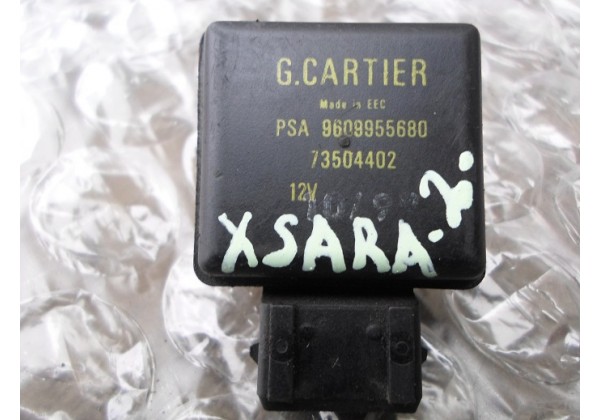 G.CARTIER
Made in EEC
PSA 9609955680
73504402
12V
XSARA-2.